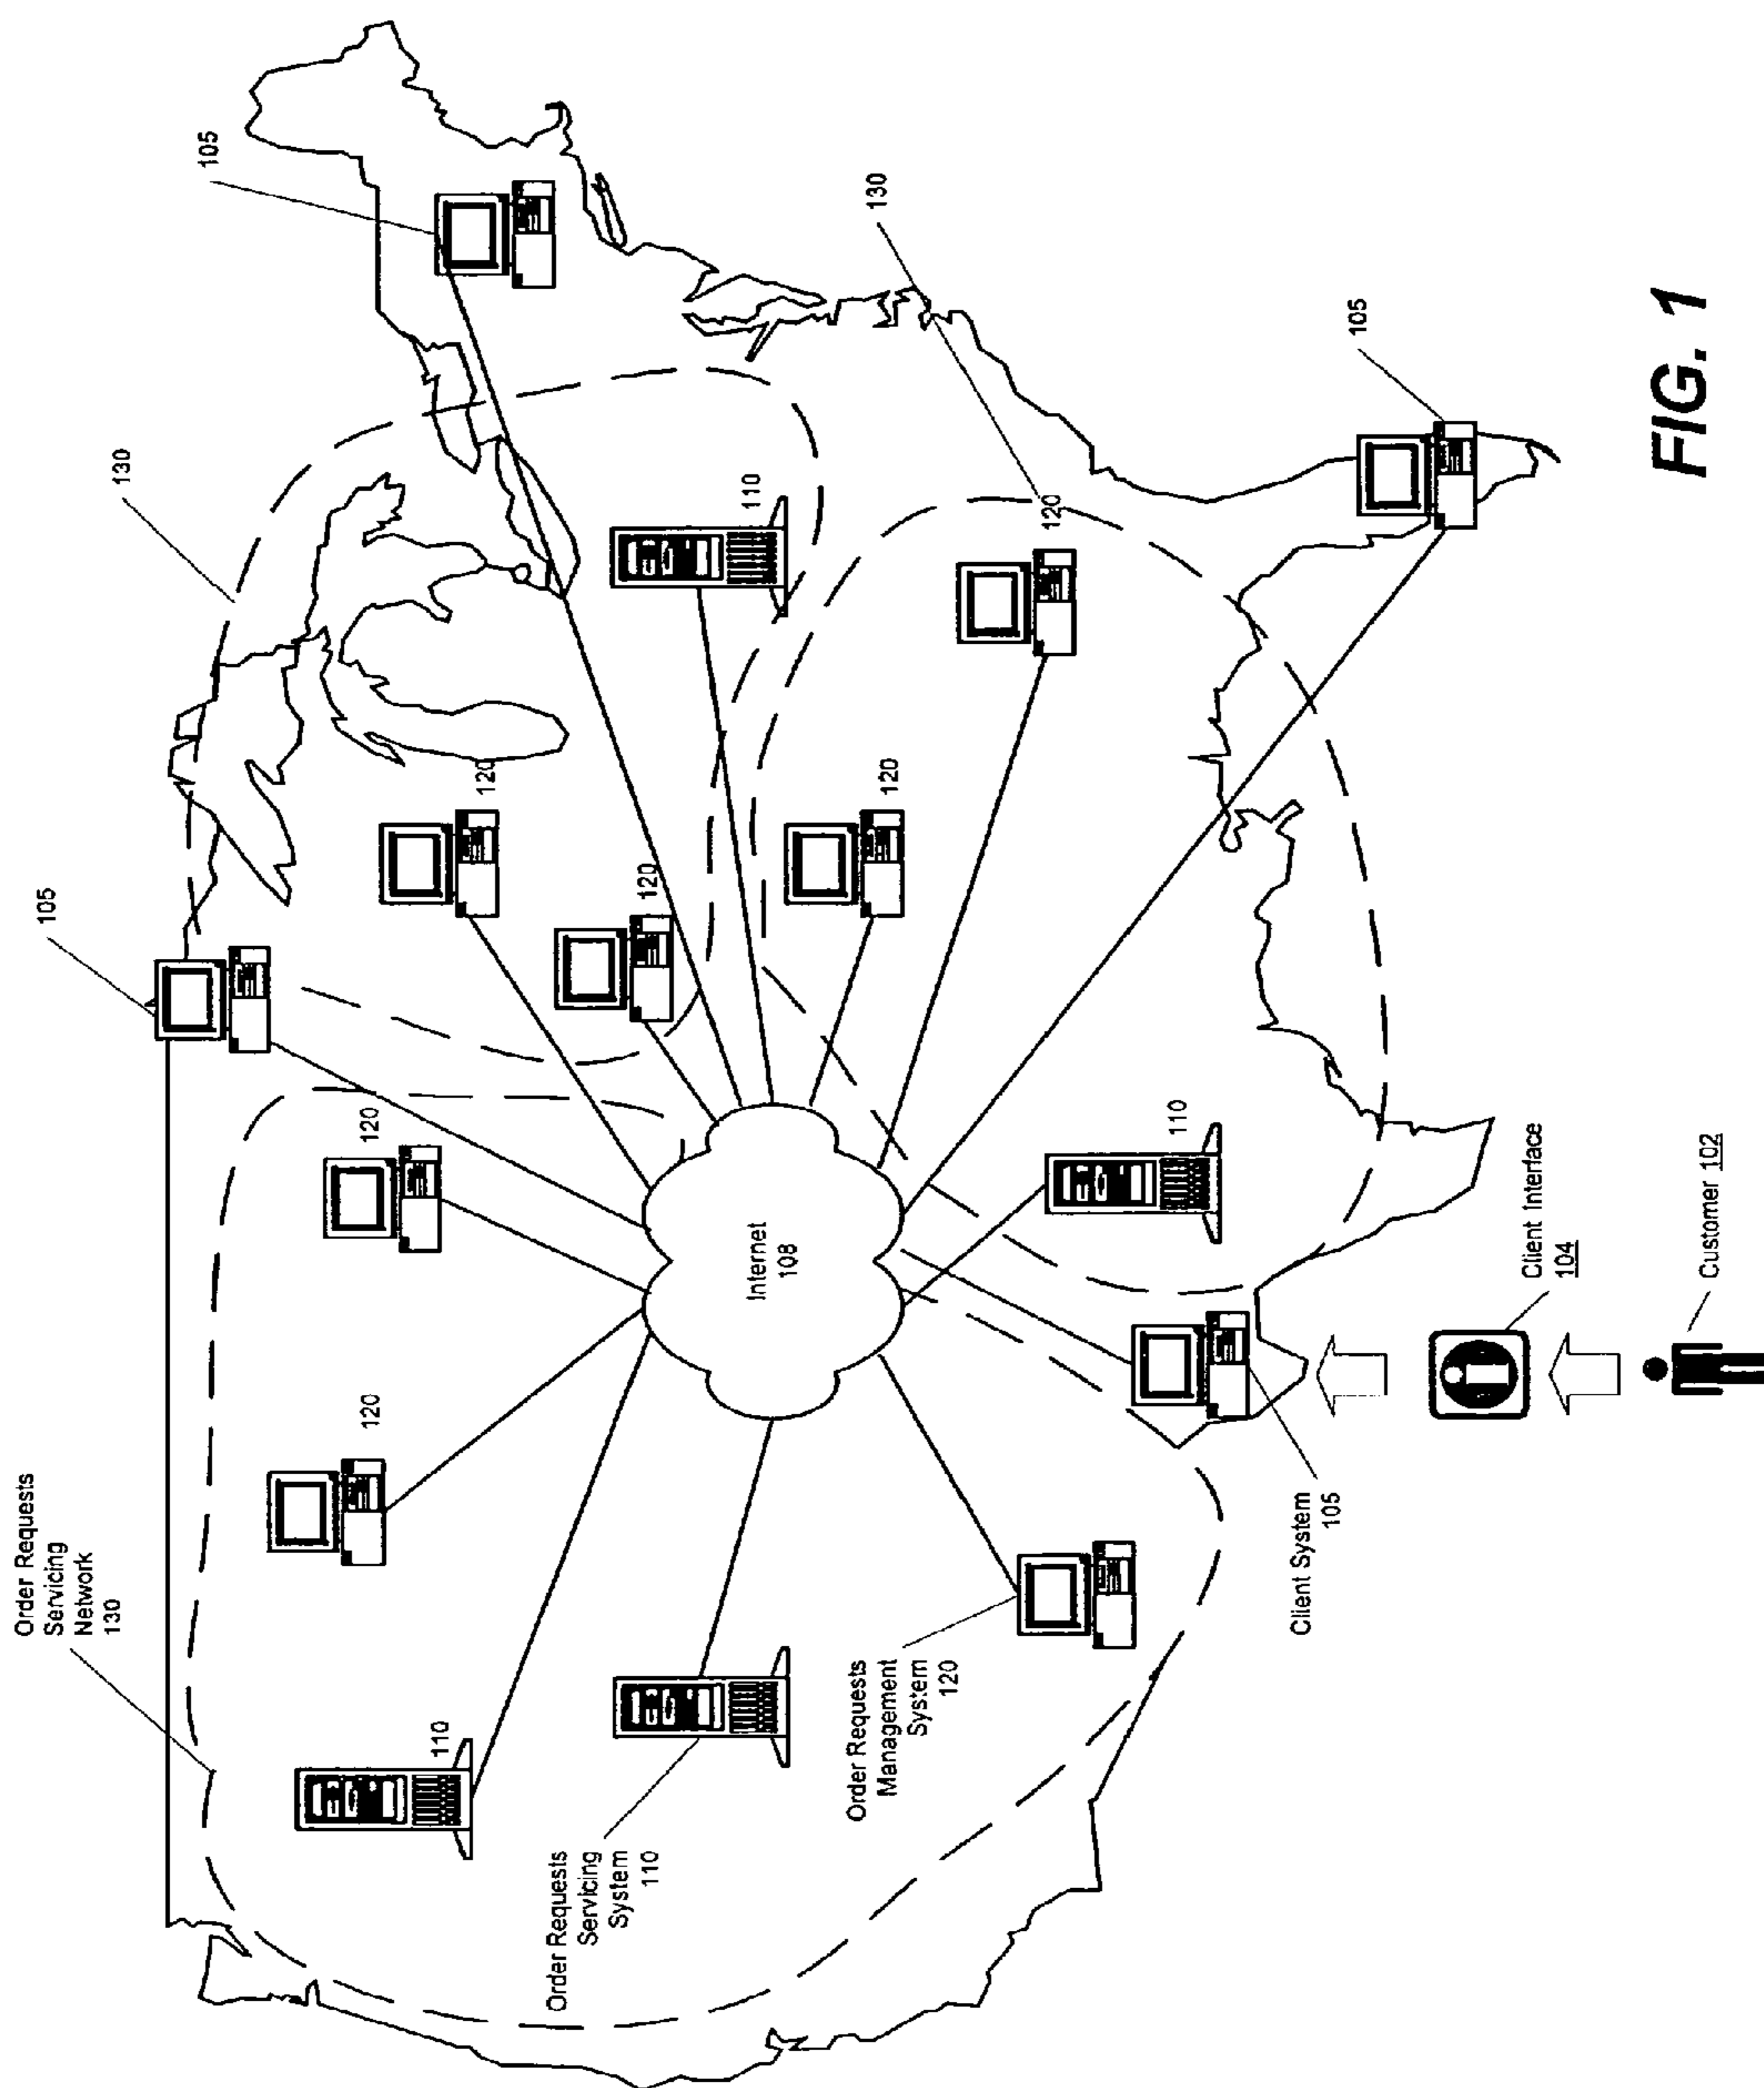 Order Requests
Servicing
Network
130
105
130
105
120
120
120
120
110
110
Internet
108
120
120
130
Order Requests
Servicing
System
110
110
Order Requests
Management
System
120
Client System
105
105
Client Interface
104
Customer 102
FIG. 1